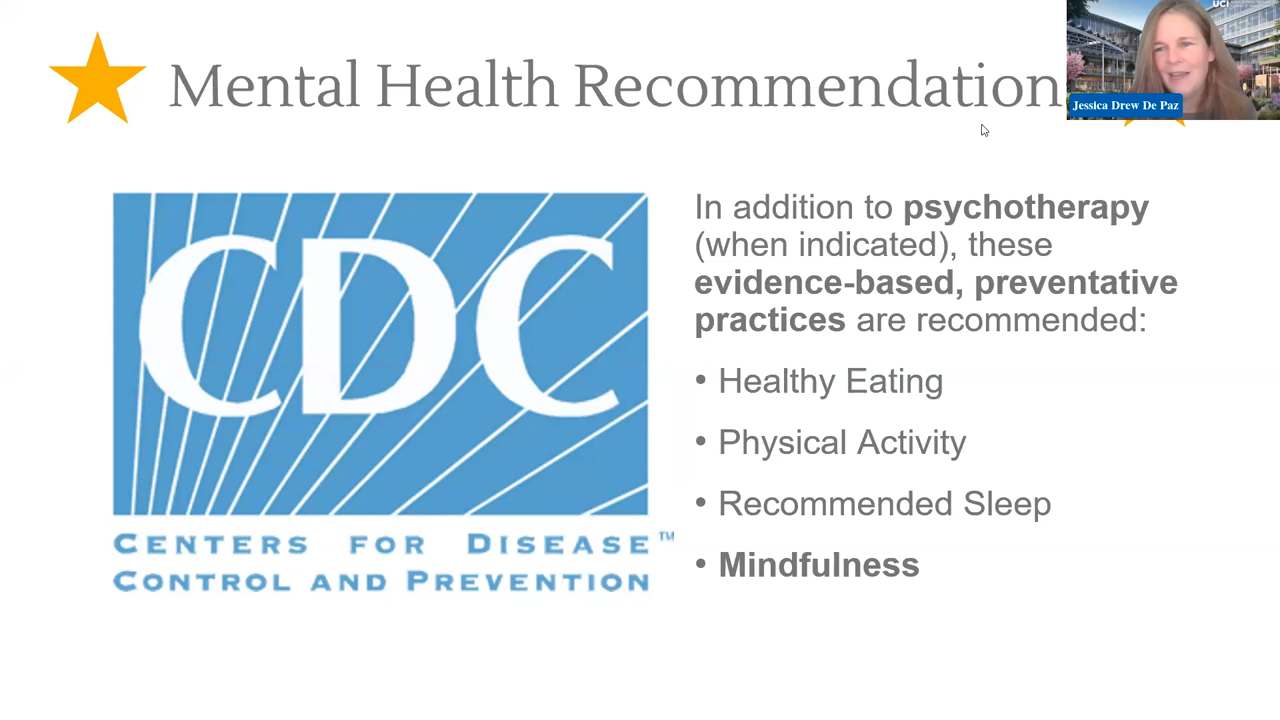 UCI
Mental Health Recommendation
Jessica Drew De Paz
CDC
CENTERS FOR DISEASE™
CONTROL AND PREVENTION
In addition to psychotherapy
(when indicated), these
evidence-based, preventative
practices are recommended:
• Healthy Eating
• Physical Activity
• Recommended Sleep
• Mindfulness